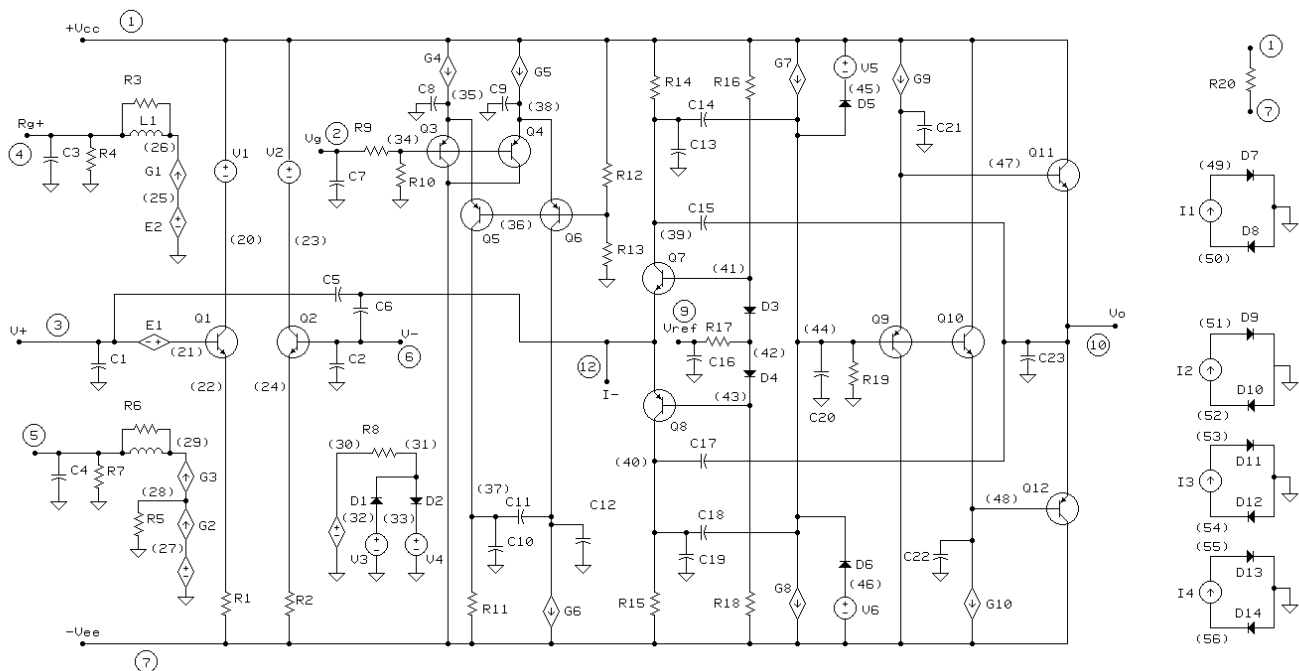 +Vcc
1
R3
L1
Rg+
4
C3
R4
(26)
G1
(25)
E2
V1
V2
(20)
(23)
G4
G5
C8
(35)
C9
(38)
Vg
2
R9
(34)
Q3
Q4
C7
R10
R12
Q5
(36)
Q6
R13
R14
R16
G7
V5
(45)
D5
G9
C14
C13
C21
(47)
Q11
C15
(39)
Q7
(41)
1
R20
7
(49)
D7
I1
D8
(50)
V+
3
C1
E1
(21)
Q1
(22)
C5
C6
Q2
(24)
C2
V-
6
12
I-
9
Vref
R17
D3
(42)
C16
D4
(43)
Q8
(44)
Q9
Q10
C20
R19
C23
Vo
10
(51)
D9
I2
D10
(52)
5
R6
(29)
C4
R7
G3
(28)
R5
G2
(27)
R1
R2
(30)
R8
(31)
D1
D2
(32)
(33)
V3
V4
(37)
C11
C10
C12
R11
G6
(40)
C17
C18
C19
R15
R18
G8
D6
(46)
V6
(48)
Q12
C22
G10
(53)
D11
I3
D12
(54)
(55)
D13
I4
D14
(56)
-Vee
7